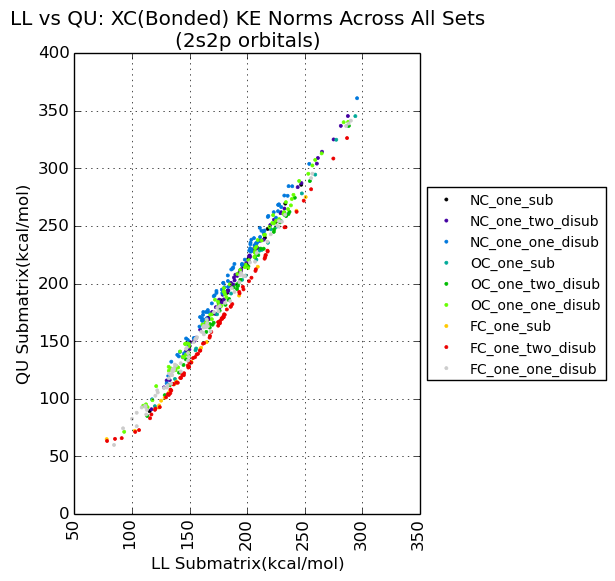 LL vs QU: XC(Bonded) KE Norms Across All Sets
(2s2p orbitals)
400
350
300
250
200
150
100
50
0
QU Submatrix(kcal/mol)
50
100
150
200
250
300
350
LL Submatrix(kcal/mol)
NC_one_sub
NC_one_two_disub
NC_one_one_disub
OC_one_sub
OC_one_two_disub
OC_one_one_disub
FC_one_sub
FC_one_two_disub
FC_one_one_disub